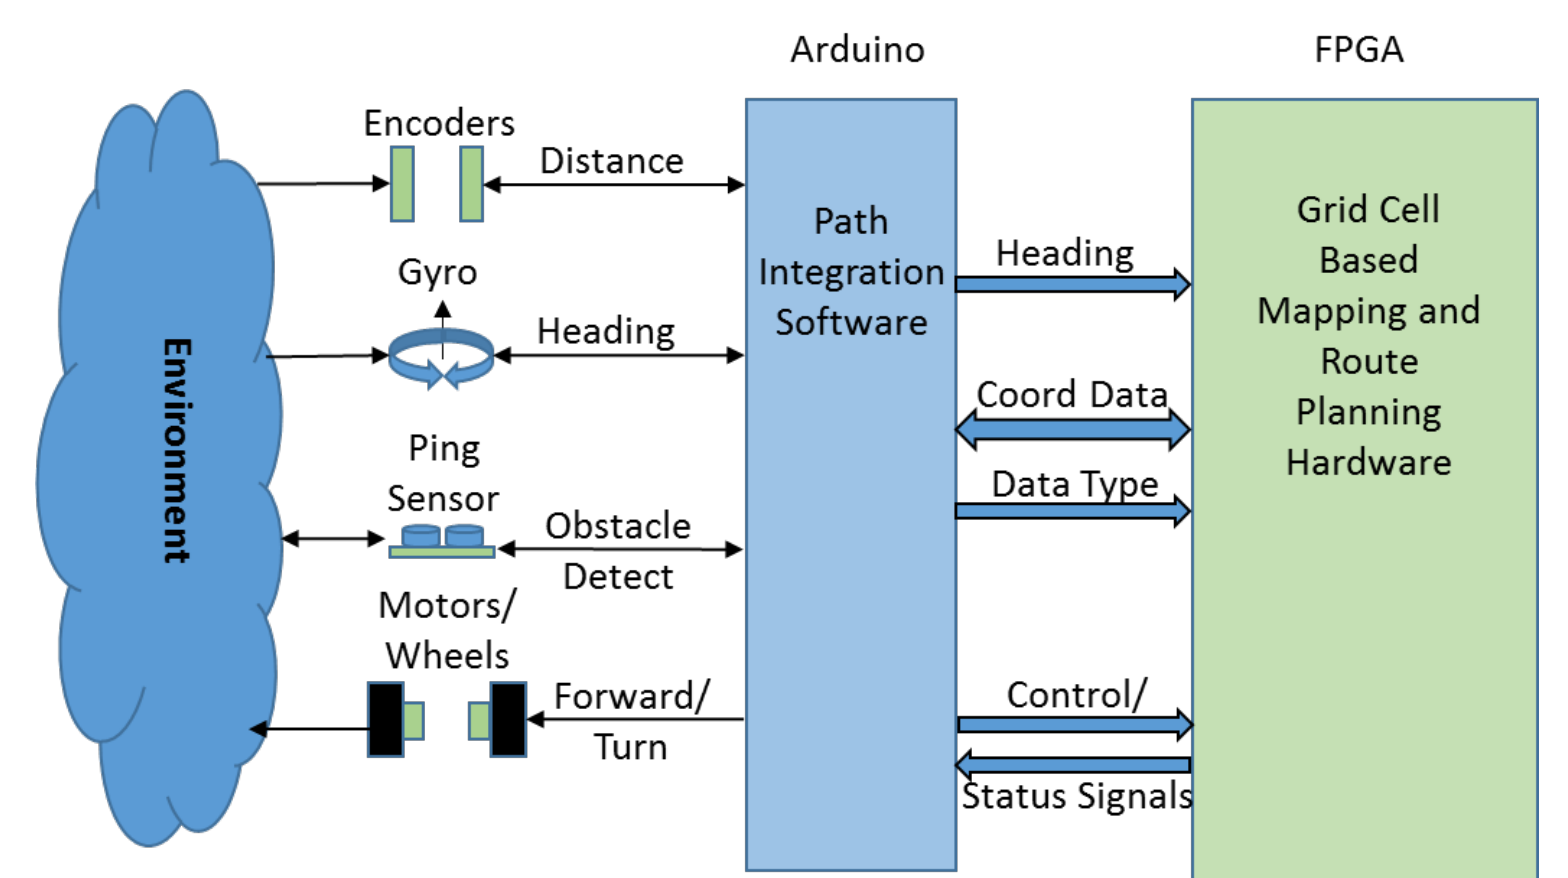 Arduino
FPGA
Encoders
Distance
Gyro
Heading
Ping
Sensor
Obstacle
Detect
Motors/
Wheels
Forward/
Turn
Environment
Path
Integration
Software
Heading
Coord Data
Data Type
Control/
Status Signals
Grid Cell
Based
Mapping and
Route
Planning
Hardware